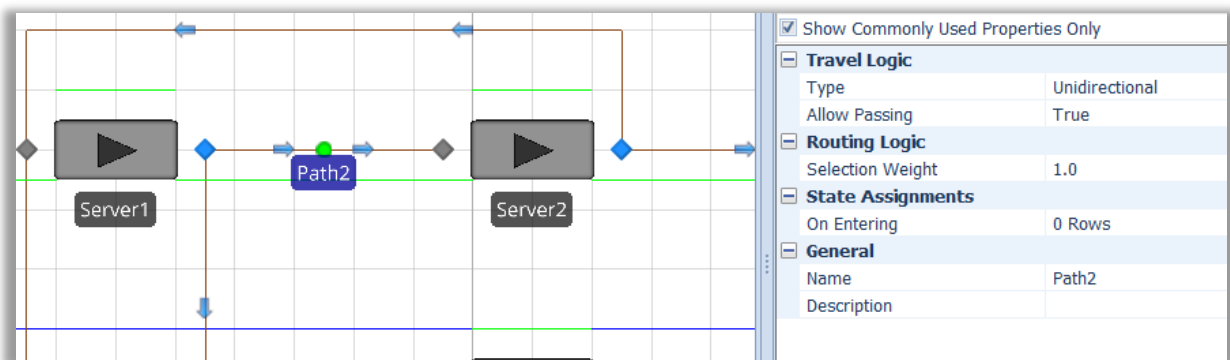 Path2
Server1
Server2
Show Commonly Used Properties Only
Travel Logic
Type Unidirectional
Allow Passing True
Routing Logic
Selection Weight 1.0
State Assignments
On Entering 0 Rows
General
Name Path2
Description